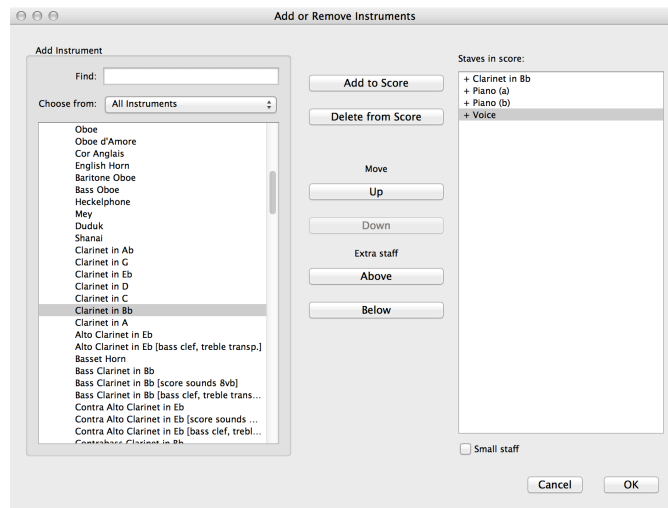 Add or Remove Instruments
Add Instrument
Find:
Choose from: All Instruments
Oboe
Oboe d'Amore
Cor Anglais
English Horn
Baritone Oboe
Bass Oboe
Heckelphone
Mey
Duduk
Shanai
Clarinet in Ab
Clarinet in G
Clarinet in Eb
Clarinet in D
Clarinet in C
Clarinet in Bb
Clarinet in A
Alto Clarinet in Eb
Alto Clarinet in Eb [bass clef, treble transp.]
Basset Horn
Bass Clarinet in Bb
Bass Clarinet in Bb [score sounds 8vb]
Bass Clarinet in Bb [bass clef, treble trans...
Contra Alto Clarinet in Eb
Contra Alto Clarinet in Eb [score sounds ...
Contra Alto Clarinet in Eb [bass clef, trebl...
Contrabass Clarinet in Bb
Add to Score
Delete from Score
Move
Up
Down
Extra staff
Above
Below
Staves in score:
+ Clarinet in Bb
+ Piano (a)
+ Piano (b)
+ Voice
Small staff
Cancel
OK